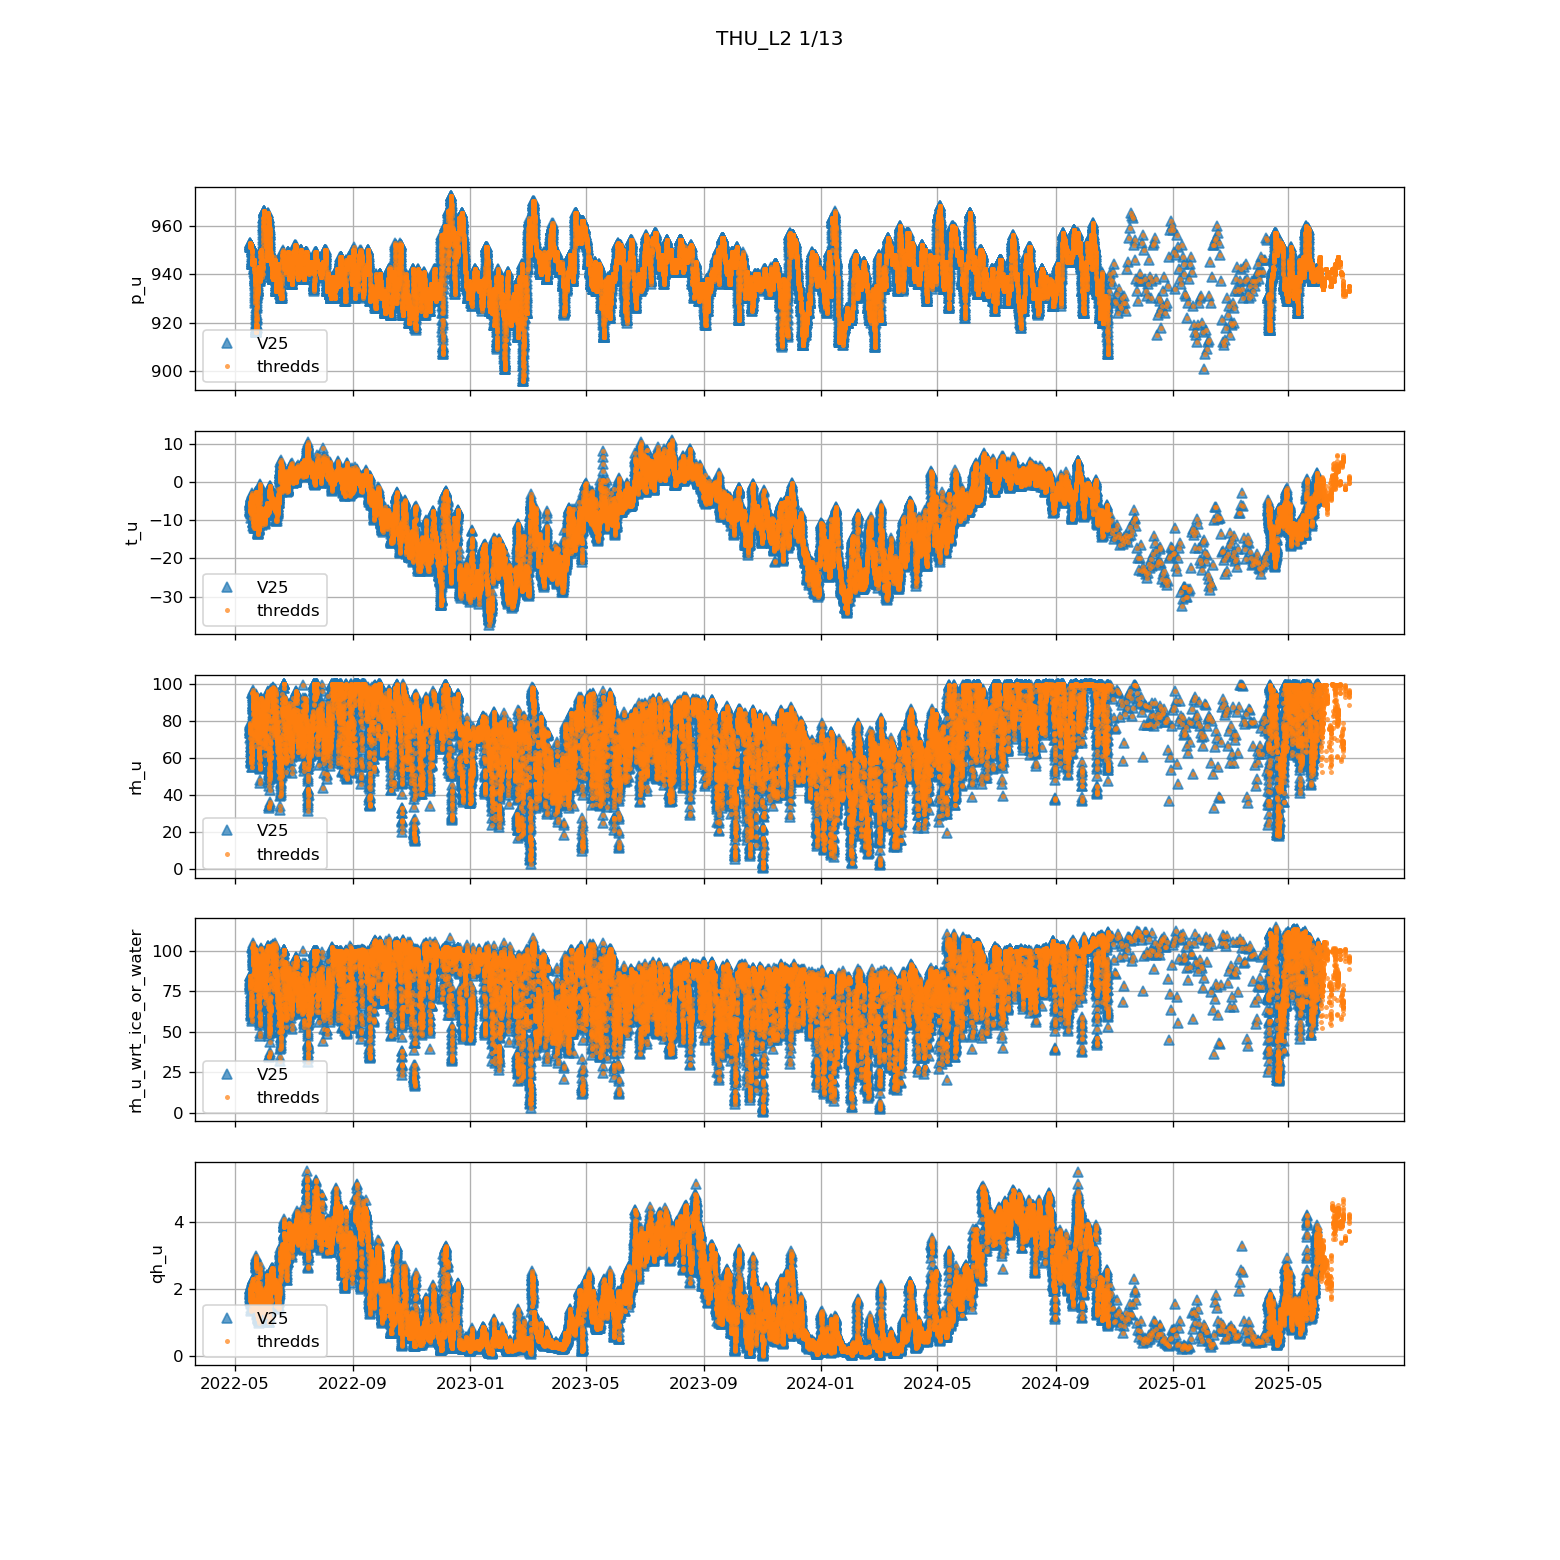 THU_L2 1/13
960
940
920
900
p_u
V25
thredds
10
0
−10
−20
−30
t_u
V25
thredds
100
80
60
40
20
0
rh_u
V25
thredds
100
75
50
25
0
rh_u_wrt_ice_or_water
V25
thredds
4
2
0
qh_u
V25
thredds
2022-05
2022-09
2023-01
2023-05
2023-09
2024-01
2024-05
2024-09
2025-01
2025-05